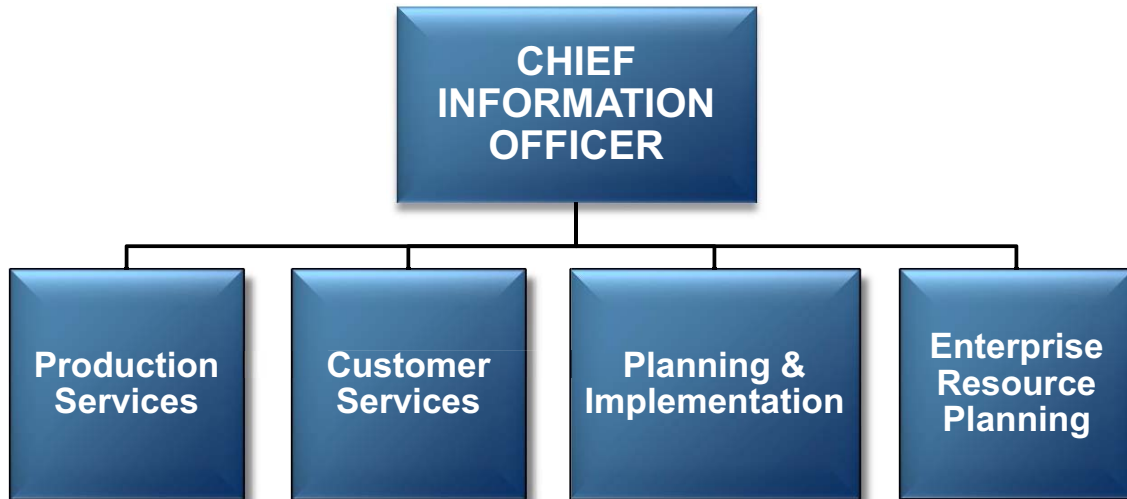 CHIEF
INFORMATION
OFFICER
Production
Services
Customer
Services
Planning &
Implementation
Enterprise
Resource
Planning